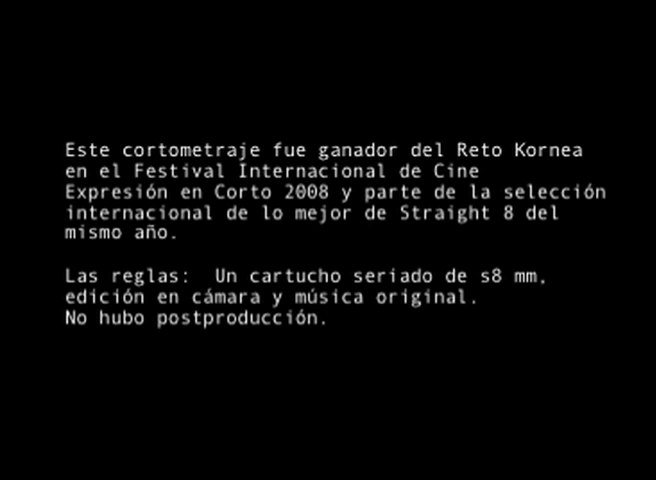 Este cortometraje fue ganador del Reto Kornea
en el Festival Internacional de Cine
Expresión en Corto 2008 y parte de la selección
internacional de lo mejor de Straight 8 del
mismo año.
Las reglas: Un cartucho seriado de s8 mm,
edición en cámara y música original.
No hubo postproducción.